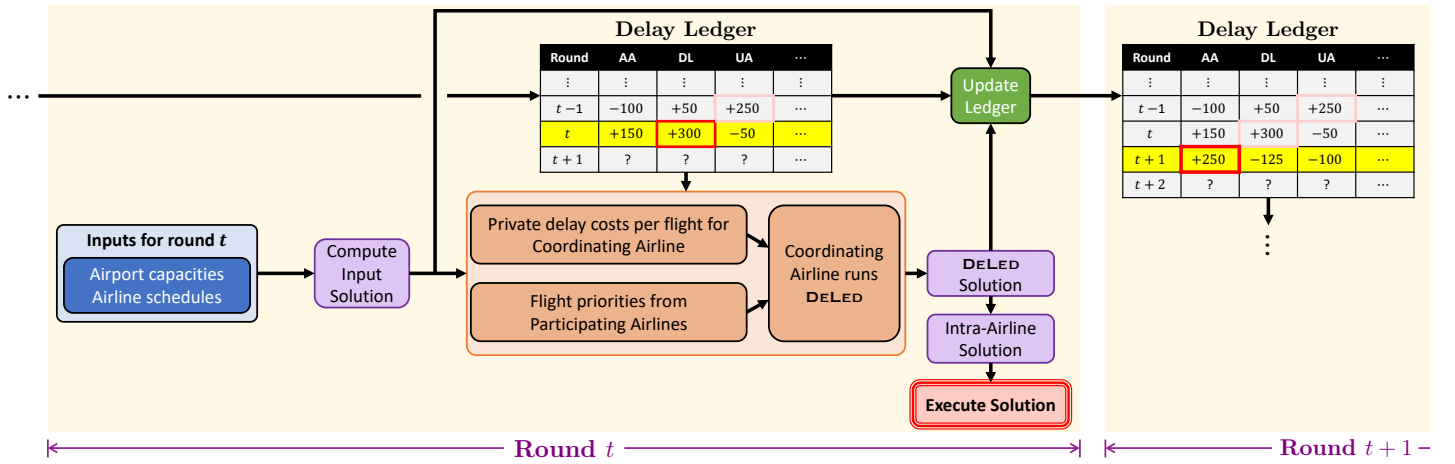 ...
Delay Ledger
Round AA DL UA ⋯
⋮ ⋮ ⋮ ⋮ ⋮
t−1 −100 +50 +250 ⋯
t +150 +300 −50 ⋯
t+1 ? ? ? ⋯
Update
Ledger
Delay Ledger
Round AA DL UA ⋯
⋮ ⋮ ⋮ ⋮ ⋮
t−1 −100 +50 +250 ⋯
t +150 +300 −50 ⋯
t+1 +250 −125 −100 ⋯
t+2 ? ? ? ⋯
⋮
Inputs for round t
Airport capacities
Airline schedules
Compute
Input
Solution
Private delay costs per flight for
Coordinating Airline
Flight priorities from
Participating Airlines
Coordinating
Airline runs
DELED
DELED
Solution
Intra-Airline
Solution
Execute Solution
Round t
Round t + 1